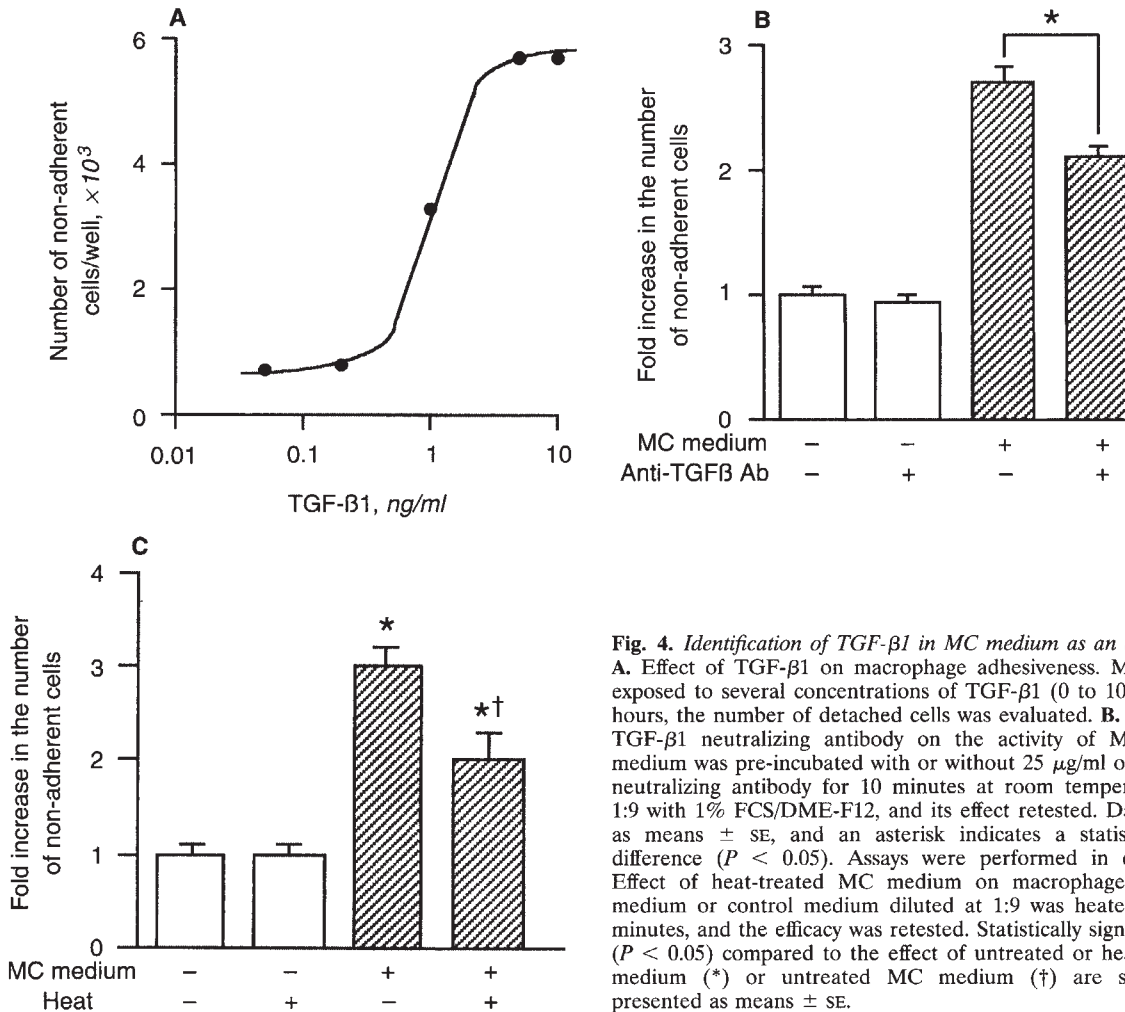 A
6
4
2
0
Number of non-adherent
cells/well, ×10³
0.01 0.1 1 10
TGF-ß1, ng/ml
B
*
3
2
1
0
Fold increase in the number
of non-adherent cells
MC medium − − + +
Anti-TGFß Ab − + − +
C
4
3
2
1
0
Fold increase in the number
of non-adherent cells
*
*†
MC medium − − + +
Heat − + − +
Fig. 4. Identification of TGF-β1 in MC medium as an
A. Effect of TGF-β1 on macrophage adhesiveness.
exposed to several concentrations of TGF-β1 (0 to 10
hours, the number of detached cells was evaluated. B.
TGF-β1 neutralizing antibody on the activity of
medium was pre-incubated with or without 25 μg/ml
neutralizing antibody for 10 minutes at room
1:9 with 1% FCS/DME-F12, and its effect retested.
as means ± SE, and an asterisk indicates a
difference (P < 0.05). Assays were performed in
Effect of heat-treated MC medium on macrophage
medium or control medium diluted at 1:9 was
minutes, and the efficacy was retested. Statistically
(P < 0.05) compared to the effect of untreated or
medium (*) or untreated MC medium (†) are
presented as means ± SE.